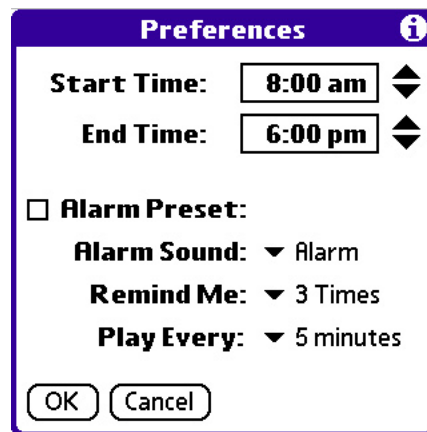 Preferences
Start Time: 8:00 am
End Time: 6:00 pm
Alarm Preset:
Alarm Sound: Alarm
Remind Me: 3 Times
Play Every: 5 minutes
OK Cancel